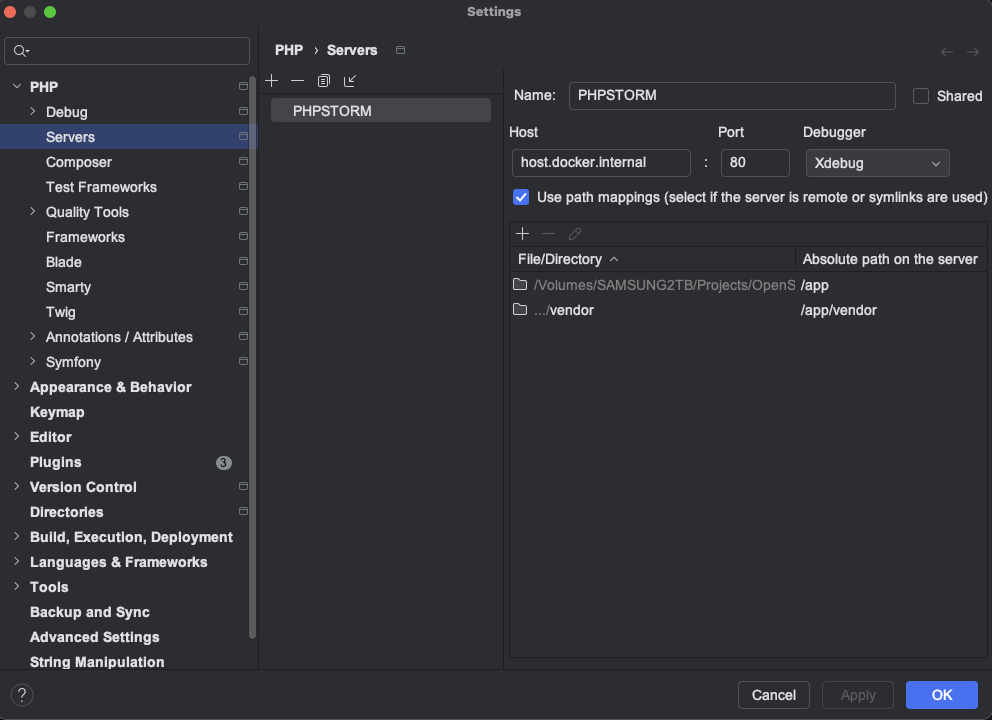 Settings
PHP › Servers
PHP
Debug
Servers
Composer
Test Frameworks
Quality Tools
Frameworks
Blade
Smarty
Twig
Annotations / Attributes
Symfony
Appearance & Behavior
Keymap
Editor
Plugins 3
Version Control
Directories
Build, Execution, Deployment
Languages & Frameworks
Tools
Backup and Sync
Advanced Settings
String Manipulation
PHPSTORM
Name: PHPSTORM Shared
Host Port Debugger
host.docker.internal : 80 Xdebug
Use path mappings (select if the server is remote or symlinks are used)
File/Directory Absolute path on the server
/Volumes/SAMSUNG2TB/Projects/OpenS /app
.../vendor /app/vendor
? Cancel Apply OK